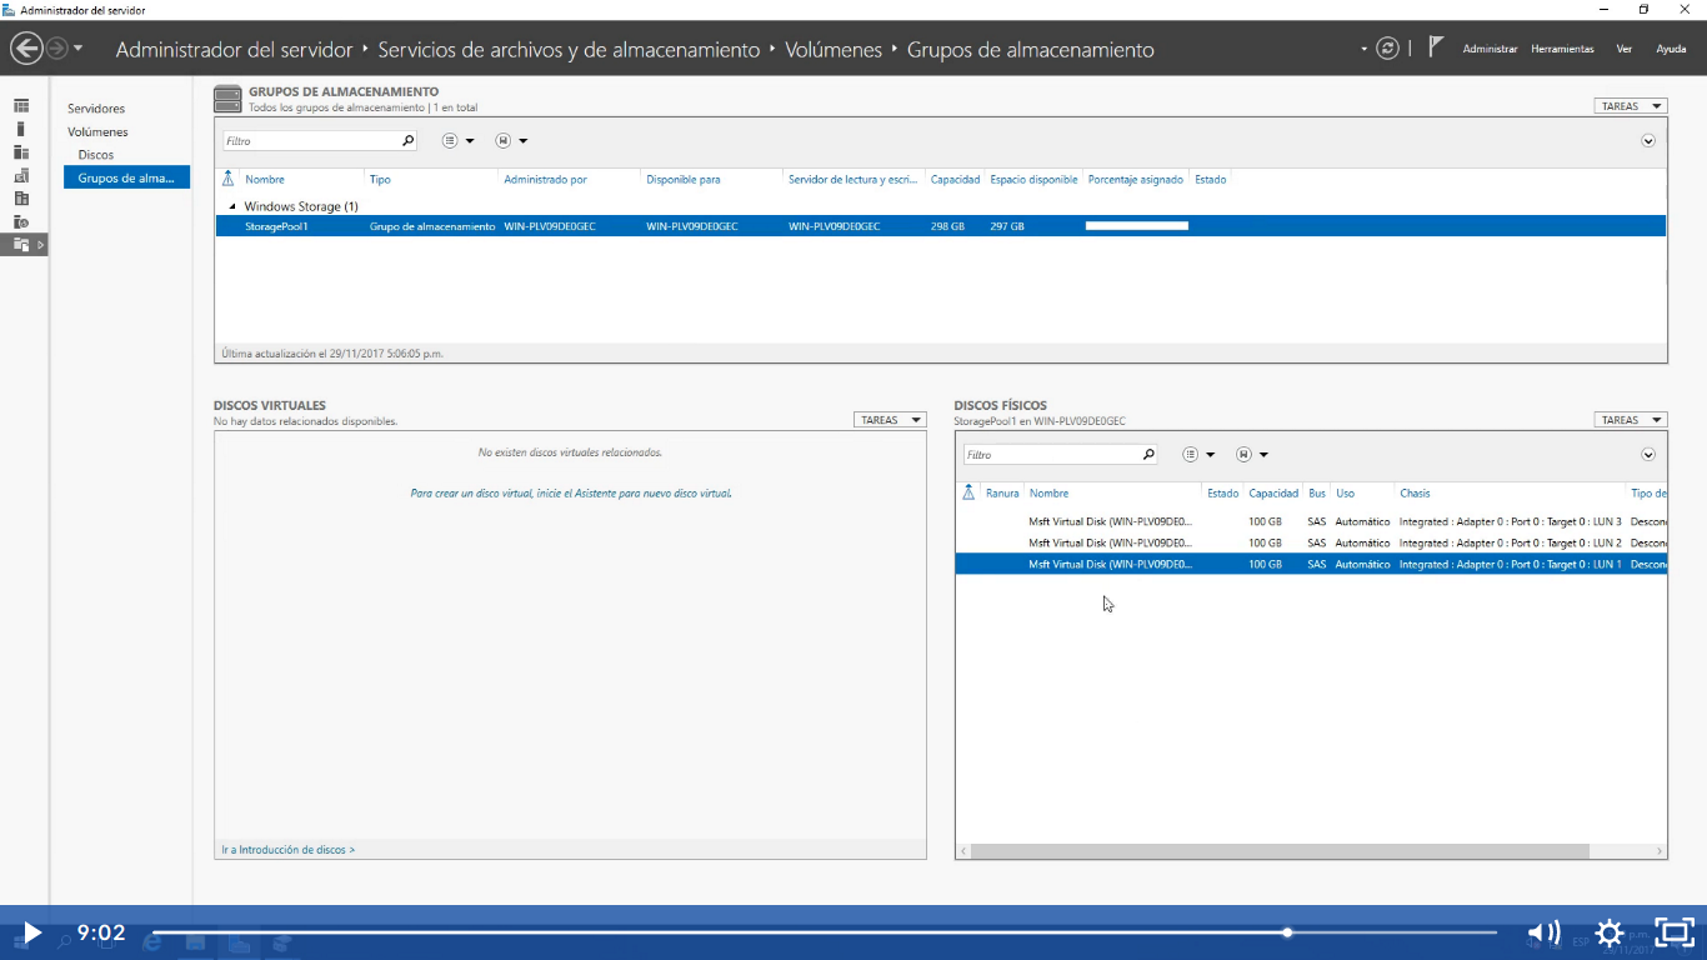 Administrador del servidor
Administrador del servidor ‣ Servicios de archivos y de almacenamiento ‣ Volúmenes ‣ Grupos de almacenamiento
Administrar Herramientas Ver Ayuda
Servidores
Volúmenes
Discos
Grupos de alma...
GRUPOS DE ALMACENAMIENTO
Todos los grupos de almacenamiento | 1 en total
TAREAS
Filtro
Nombre Tipo Administrado por Disponible para Servidor de lectura y escri... Capacidad Espacio disponible Porcentaje asignado Estado
Windows Storage (1)
StoragePool1 Grupo de almacenamiento WIN-PLV09DE0GEC WIN-PLV09DE0GEC WIN-PLV09DE0GEC 298 GB 297 GB
Última actualización el 29/11/2017 5:06:05 p.m.
DISCOS VIRTUALES
No hay datos relacionados disponibles.
TAREAS
No existen discos virtuales relacionados.
Para crear un disco virtual, inicie el Asistente para nuevo disco virtual.
Ir a Introducción de discos >
DISCOS FÍSICOS
StoragePool1 en WIN-PLV09DE0GEC
TAREAS
Filtro
Ranura Nombre Estado Capacidad Bus Uso Chasis Tipo de
Msft Virtual Disk (WIN-PLV09DE0... 100 GB SAS Automático Integrated : Adapter 0 : Port 0 : Target 0 : LUN 3 Descon
Msft Virtual Disk (WIN-PLV09DE0... 100 GB SAS Automático Integrated : Adapter 0 : Port 0 : Target 0 : LUN 2 Descon
Msft Virtual Disk (WIN-PLV09DE0... 100 GB SAS Automático Integrated : Adapter 0 : Port 0 : Target 0 : LUN 1 Descon
9:02
ESP
p.m.